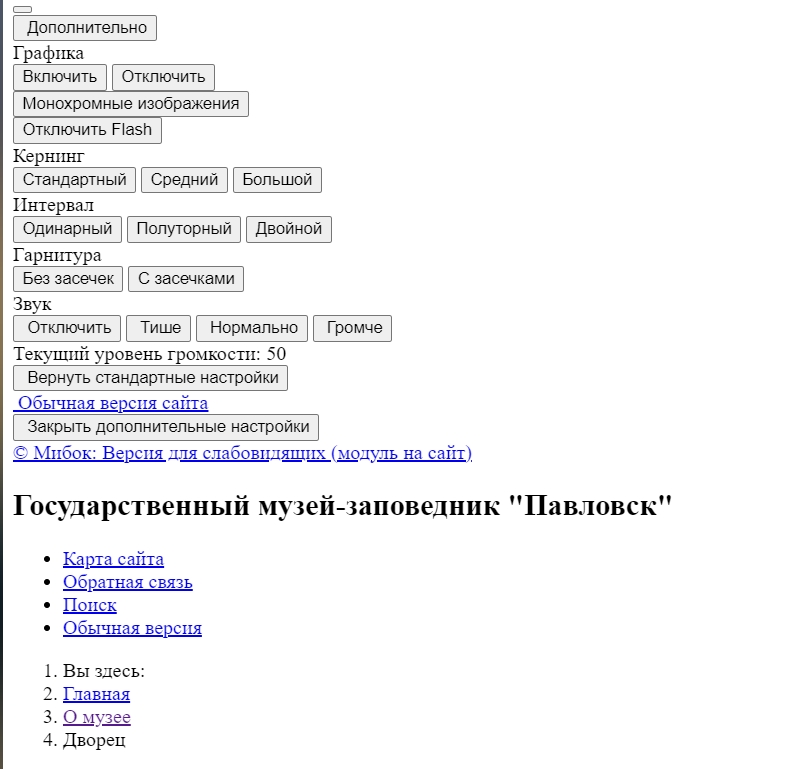 Дополнительно
Графика
Включить Отключить
Монохромные изображения
Отключить Flash
Кернинг
Стандартный Средний Большой
Интервал
Одинарный Полуторный Двойной
Гарнитура
Без засечек С засечками
Звук
Отключить Тише Нормально Громче
Текущий уровень громкости: 50
Вернуть стандартные настройки
Обычная версия сайта
Закрыть дополнительные настройки
© Мибок: Версия для слабовидящих (модуль на сайт)
Государственный музей-заповедник "Павловск"
• Карта сайта
• Обратная связь
• Поиск
• Обычная версия
1. Вы здесь:
2. Главная
3. О музее
4. Дворец